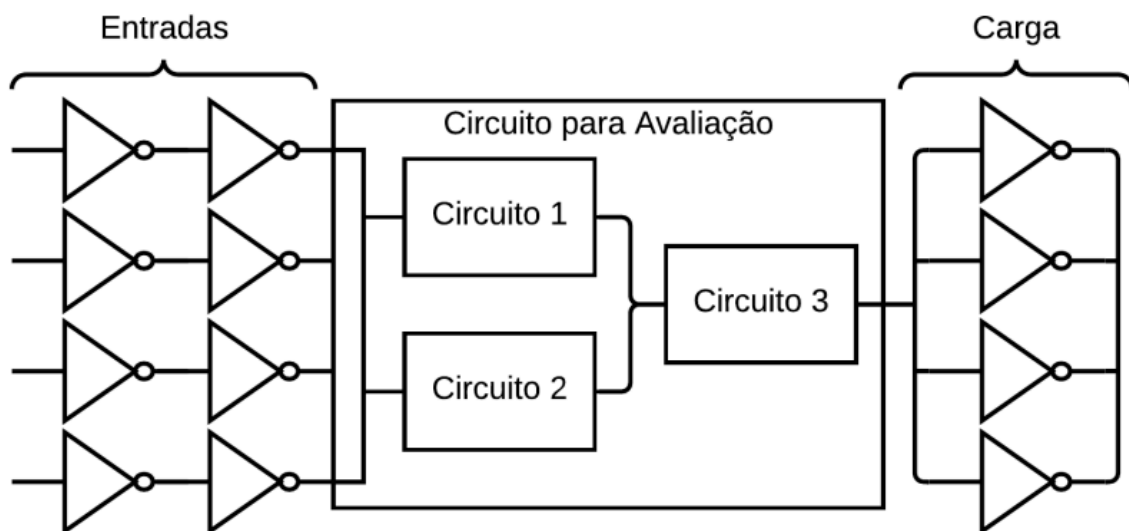 Entradas
Carga
Circuito para Avaliação
Circuito 1
Circuito 3
Circuito 2